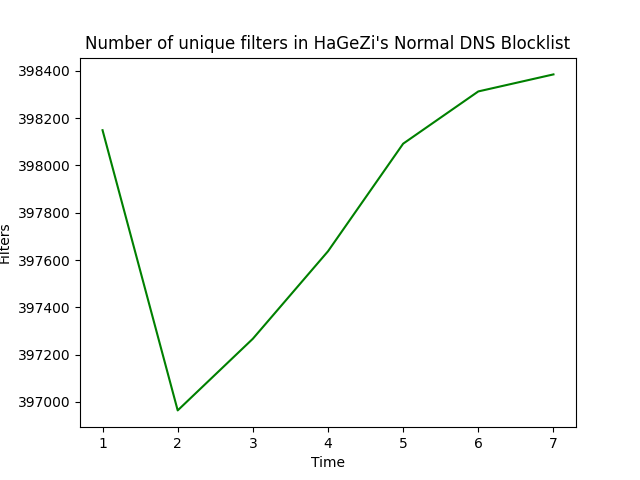 Number of unique filters in HaGeZi's Normal DNS Blocklist
398400
398200
398000
397800
397600
397400
397200
397000
Filters
1 2 3 4 5 6 7
Time